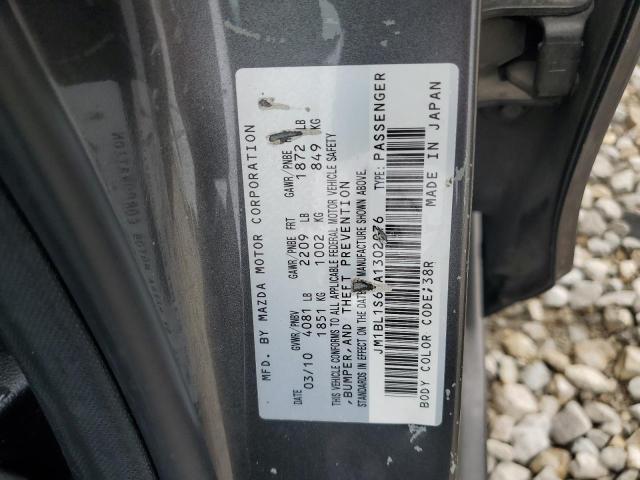 MFD. BY MAZDA MOTOR CORPORATION
DATE GVWR/PNBV GAWR/PNBE FRT GAWR/PNBE
03/10 4081 LB 2209 LB 1872 LB
1851 KG 1002 KG 849 KG
THIS VEHICLE CONFORMS TO ALL APPLICABLE FEDERAL MOTOR VEHICLE SAFETY
,BUMPER,AND THEFT PREVENTION
STANDARDS IN EFFECT ON THE DATE MANUFACTURE SHOWN ABOVE.
TYPE: PASSENGER
BODY COLOR CODE;38R MADE IN JAPAN